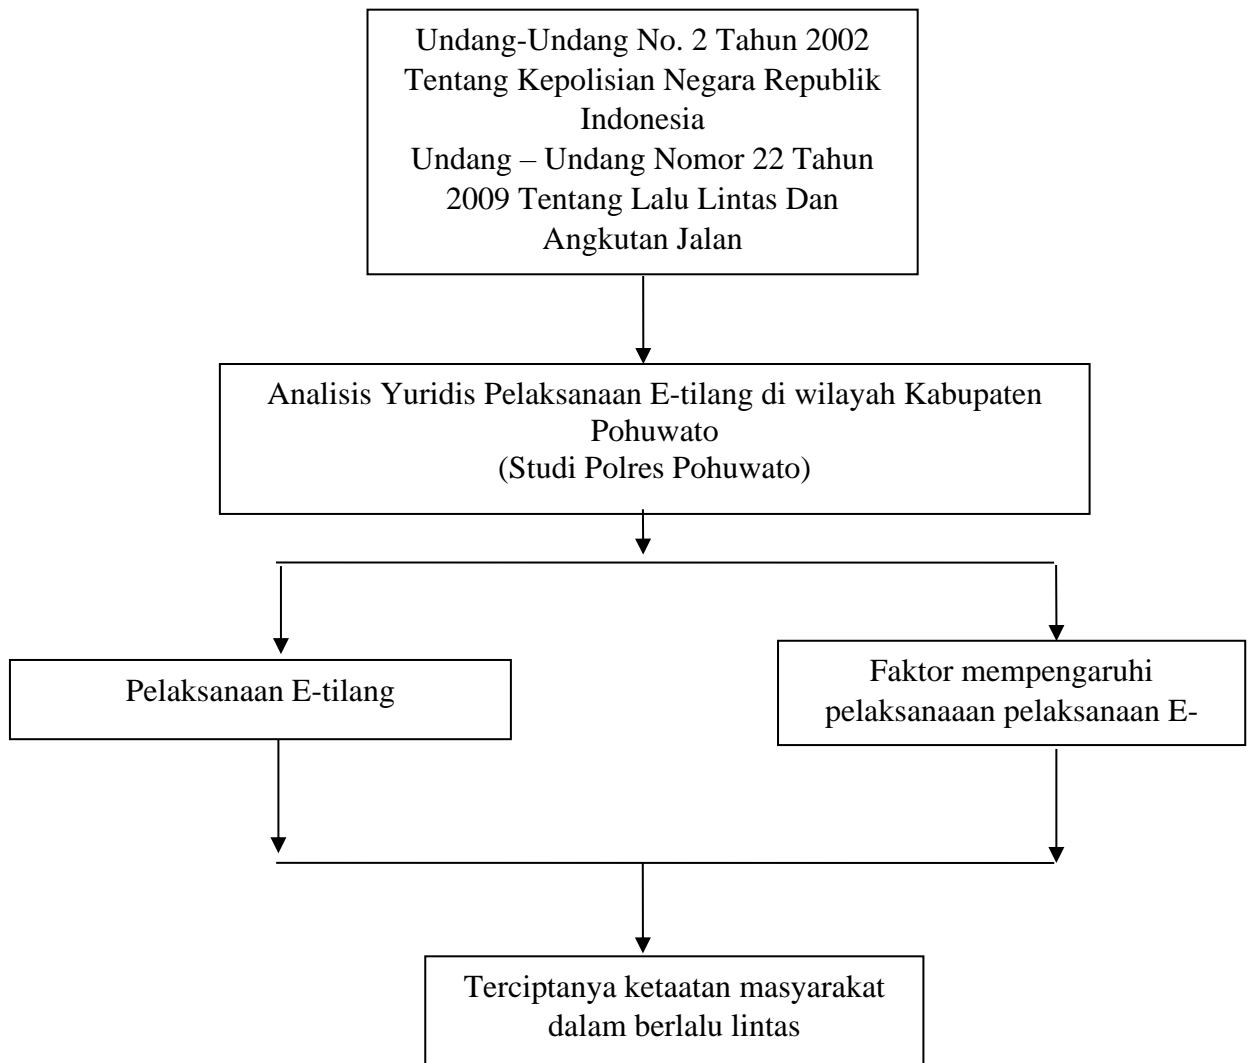 Undang-Undang No. 2 Tahun 2002
Tentang Kepolisian Negara Republik
Indonesia
Undang – Undang Nomor 22 Tahun
2009 Tentang Lalu Lintas Dan
Angkutan Jalan
Analisis Yuridis Pelaksanaan E-tilang di wilayah Kabupaten
Pohuwato
(Studi Polres Pohuwato)
Pelaksanaan E-tilang
Faktor mempengaruhi
pelaksanaaan pelaksanaan E-
Terciptanya ketaatan masyarakat
dalam berlalu lintas